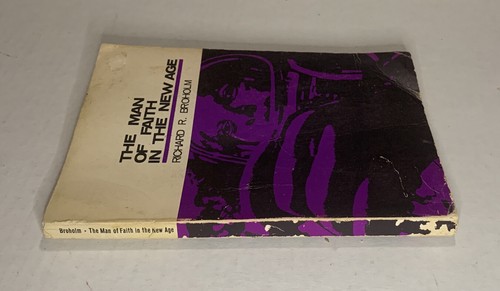 THE MAN
OF FAITH
IN THE NEW AGE
RICHARD R. BROHOLM
Broholm - The Man of Faith in the New Age